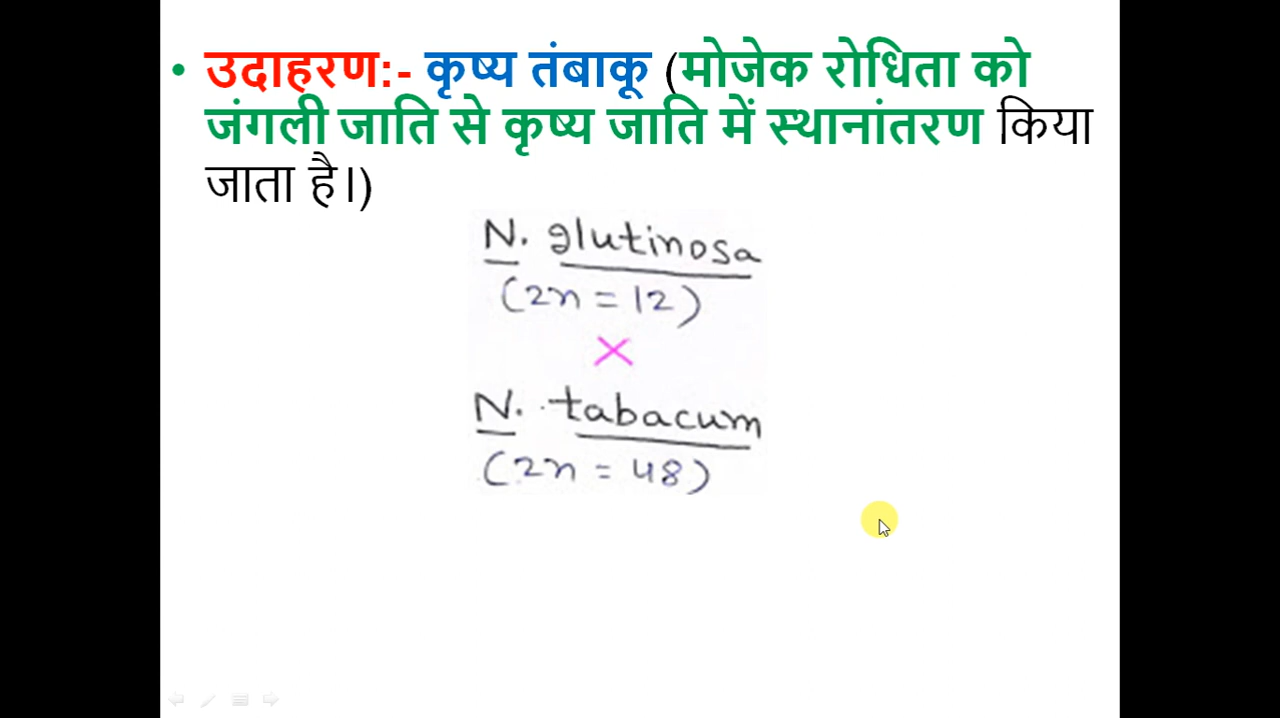 • उदाहरण:- कृष्य तंबाकू (मोजेक रोधिता को
जंगली जाति से कृष्य जाति में स्थानांतरण किया
जाता है।)
N. glutinosa
(2n = 12)
×
N. tabacum
(2n = 48)